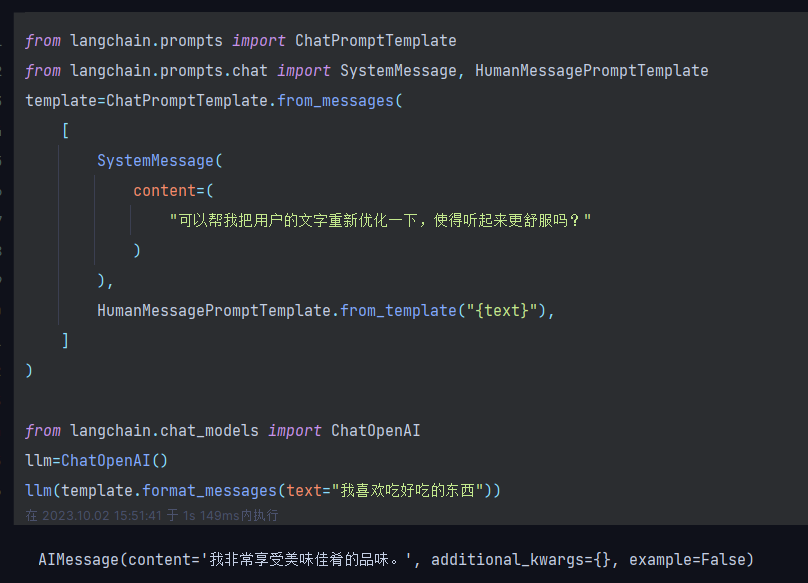 from langchain.prompts import ChatPromptTemplate
from langchain.prompts.chat import SystemMessage, HumanMessagePromptTemplate
template=ChatPromptTemplate.from_messages(
    [
        SystemMessage(
            content=(
                "可以帮我把用户的文字重新优化一下，使得听起来更舒服吗？"
            )
        ),
        HumanMessagePromptTemplate.from_template("{text}"),
    ]
)
from langchain.chat_models import ChatOpenAI
llm=ChatOpenAI()
llm(template.format_messages(text="我喜欢吃好吃的东西"))
在 2023.10.02 15:51:41 于 1s 149ms内执行
AIMessage(content='我非常享受美味佳肴的品味。', additional_kwargs={}, example=False)